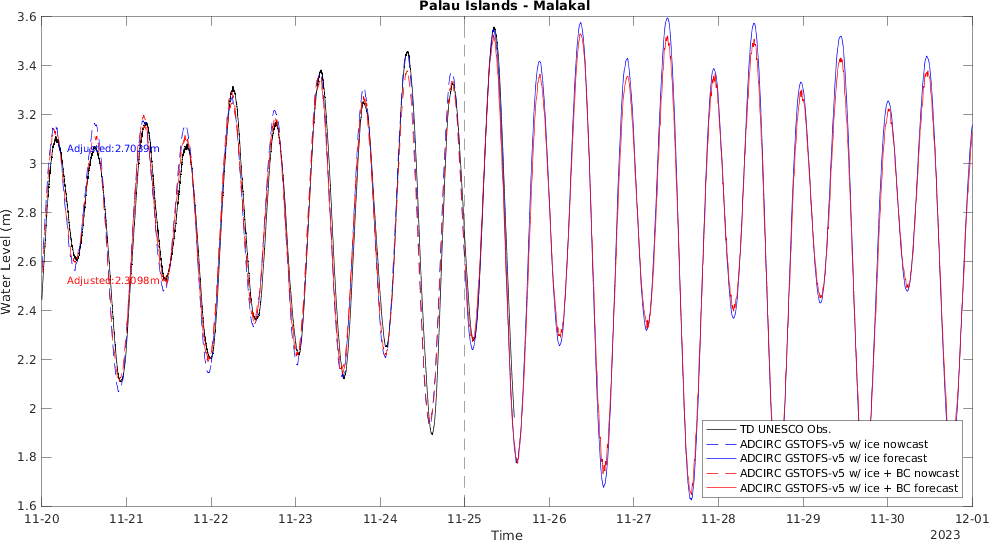 Palau Islands - Malakal
3.6
3.4
3.2
3
2.8
2.6
2.4
2.2
2
1.8
1.6
Water Level (m)
Adjusted:2.7039m
Adjusted:2.3098m
TD UNESCO Obs.
ADCIRC GSTOFS-v5 w/ ice nowcast
ADCIRC GSTOFS-v5 w/ ice forecast
ADCIRC GSTOFS-v5 w/ ice + BC nowcast
ADCIRC GSTOFS-v5 w/ ice + BC forecast
11-20 11-21 11-22 11-23 11-24 11-25 11-26 11-27 11-28 11-29 11-30 12-01
Time
2023